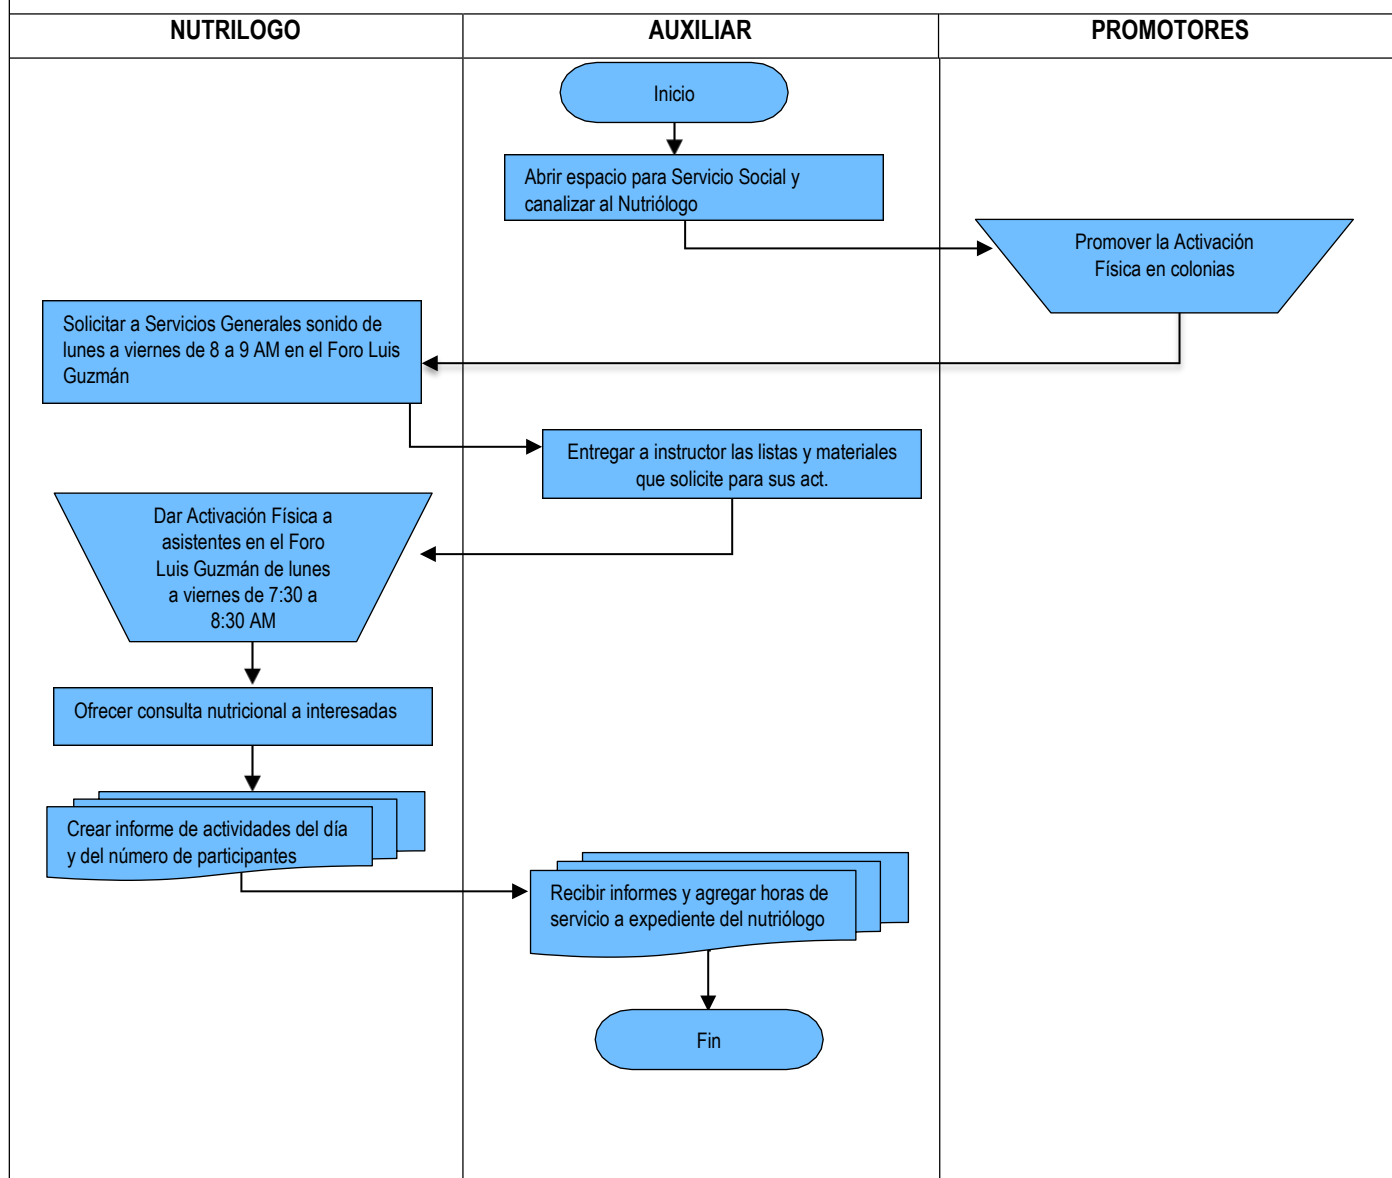 NUTRILOGO
AUXILIAR
PROMOTORES
Inicio
Abrir espacio para Servicio Social y
canalizar al Nutriólogo
Promover la Activación
Física en colonias
Solicitar a Servicios Generales sonido de
lunes a viernes de 8 a 9 AM en el Foro Luis
Guzmán
Entregar a instructor las listas y materiales
que solicite para sus act.
Dar Activación Física a
asistentes en el Foro
Luis Guzmán de lunes
a viernes de 7:30 a
8:30 AM
Ofrecer consulta nutricional a interesadas
Crear informe de actividades del día
y del número de participantes
Recibir informes y agregar horas de
servicio a expediente del nutriólogo
Fin